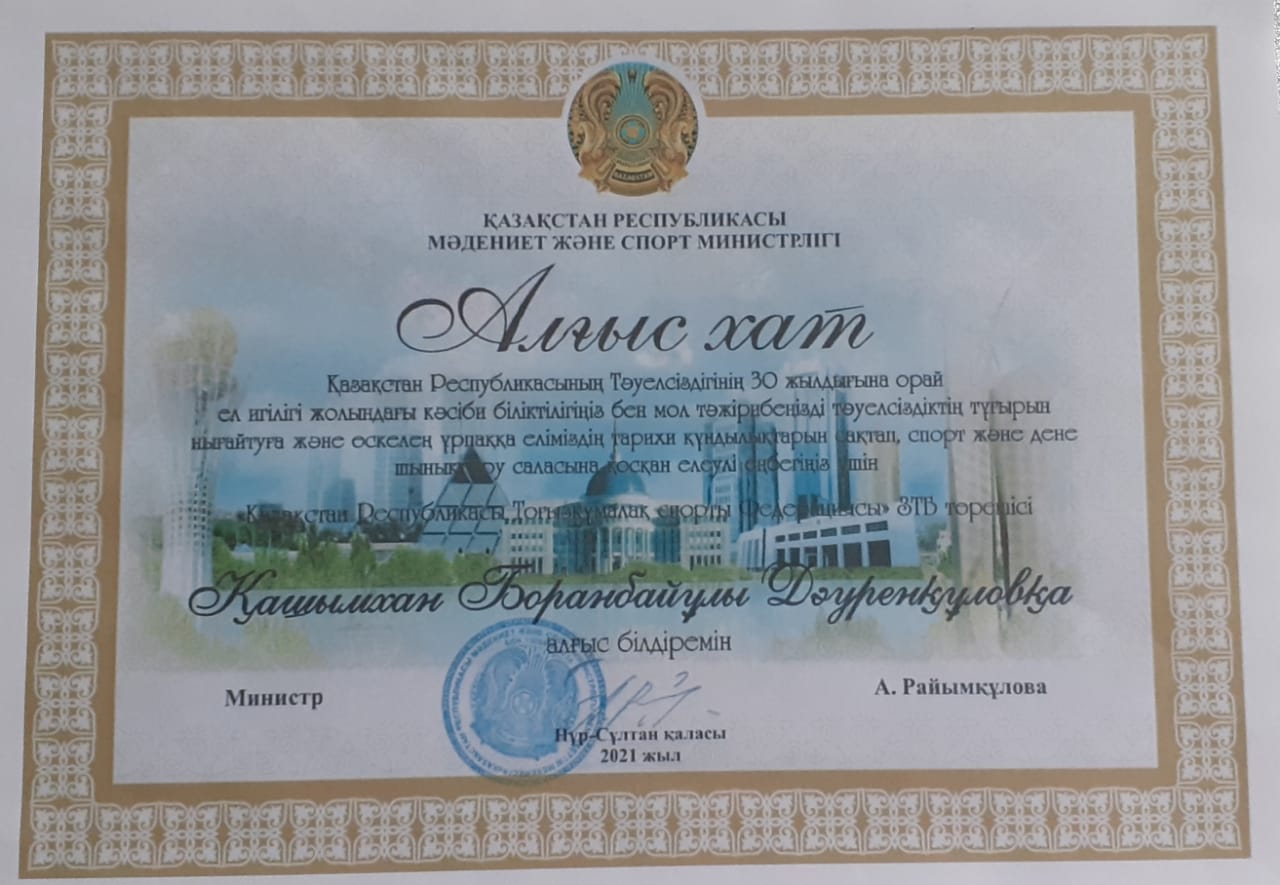 ҚАЗАҚСТАН
ҚАЗАҚСТАН РЕСПУБЛИКАСЫ
МӘДЕНИЕТ ЖӘНЕ СПОРТ МИНИСТРЛІГІ
Алғыс хат
Қазақстан Республикасының Тәуелсіздігінің 30 жылдығына орай
ел игілігі жолындағы кәсіби біліктілігіңіз бен мол тәжірибеңізді тәуелсіздіктің тұғырын
нығайтуға және өскелең ұрпаққа еліміздің тарихи құндылықтарын сақтап, спорт және дене
шынықтыру саласына қосқан елеулі еңбегіңіз үшін
«Қазақстан Республикасы Тоғызқұмалақ спорты Федерациясы» ЗТБ төрешісі
Қашымхан Боранбайұлы Дәуренқұловқа
алғыс білдіремін
Министр
А. Райымқұлова
Нұр-Сұлтан қаласы
2021 жыл